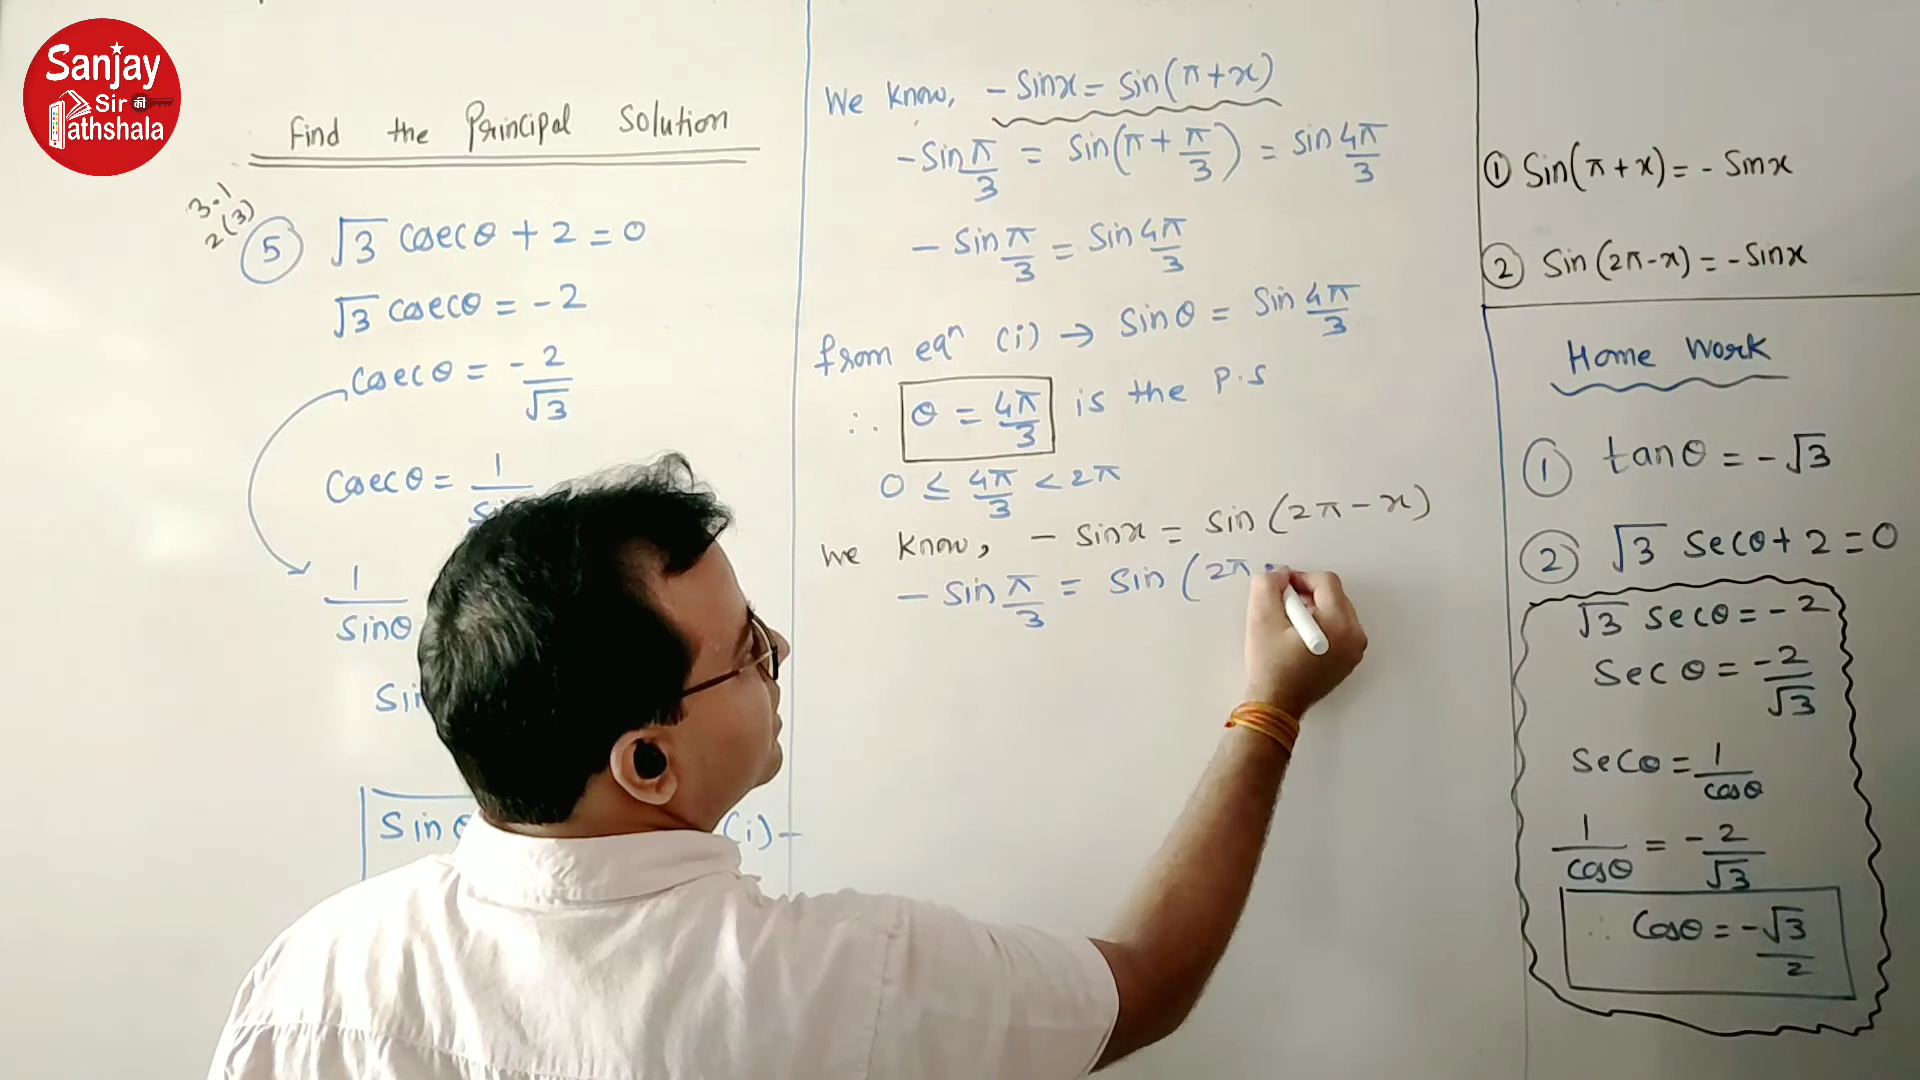 Sanjay
Sir की
Pathshala
Find the Principal Solution
3.1
2(3)
5 √3 cosecθ + 2 = 0
√3 cosecθ = -2
cosecθ = -2/√3
cosecθ = 1/
1/sinθ
Sinθ
(i)
We know, - Sinx = Sin(π+x)
- Sin π/3 = Sin(π + π/3) = Sin 4π/3
- Sin π/3 = Sin 4π/3
from eqⁿ (i) → Sinθ = Sin 4π/3
∴ θ = 4π/3 is the P.S
0 ≤ 4π/3 < 2π
We know, - Sinx = Sin (2π - x)
- Sin π/3 = Sin (2π
① Sin(π + x) = - Sinx
② Sin (2π-x) = - Sinx
Home Work
① tanθ = -√3
② √3 Secθ + 2 = 0
√3 Secθ = -2
Sec θ = -2/√3
Secθ = 1/cosθ
1/cosθ = -2/√3
∴ Cosθ = -√3/2